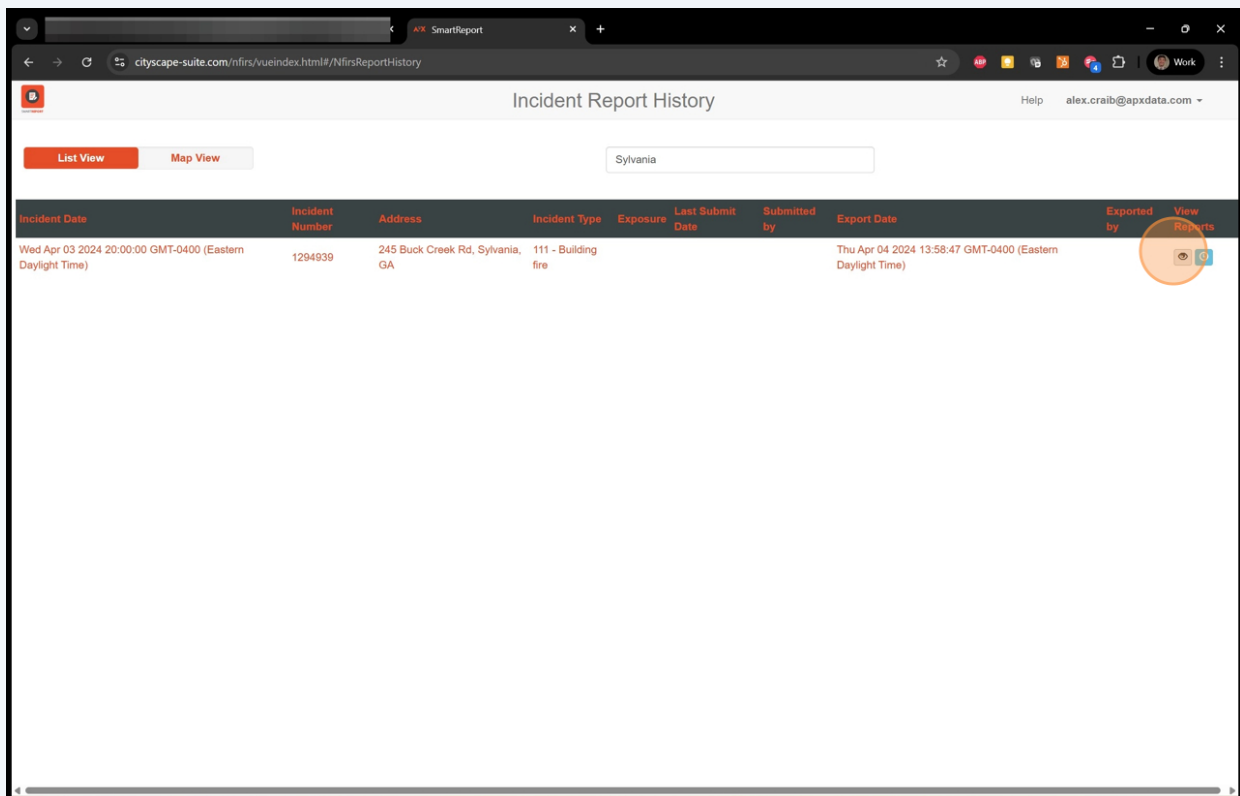 SmartReport
cityscape-suite.com/nfirs/vueindex.html#/NfirsReportHistory
ABP
4
Work
Incident Report History
Help
alex.craib@apxdata.com
List View
Map View
Sylvania
Incident Date
Incident Number
Address
Incident Type
Exposure
Last Submit Date
Submitted by
Export Date
Exported by
View Reports
Wed Apr 03 2024 20:00:00 GMT-0400 (Eastern
Daylight Time)
1294939
245 Buck Creek Rd, Sylvania,
GA
111 - Building
fire
Thu Apr 04 2024 13:58:47 GMT-0400 (Eastern
Daylight Time)